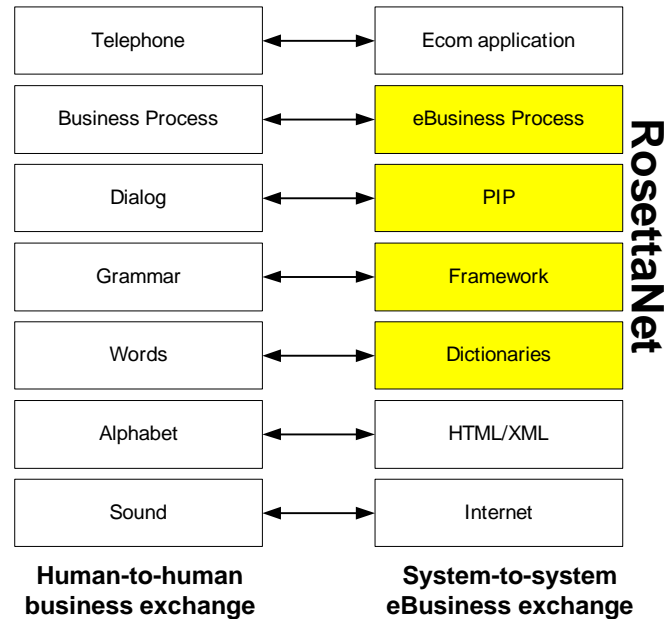 Telephone
Ecom application
Business Process
eBusiness Process
Dialog
PIP
Grammar
Framework
Words
Dictionaries
Alphabet
HTML/XML
Sound
Internet
RosettaNet
Human-to-human
business exchange
System-to-system
eBusiness exchange